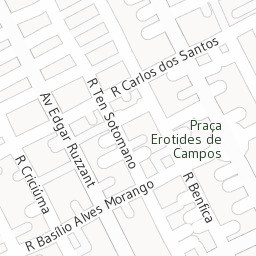 R Carlos dos Santos
Av Edgar Ruzzant
R Ten Sotomano
Praça
Erotides de
Campos
R Criciúma
R Benfica
R Basílio Alves Morango